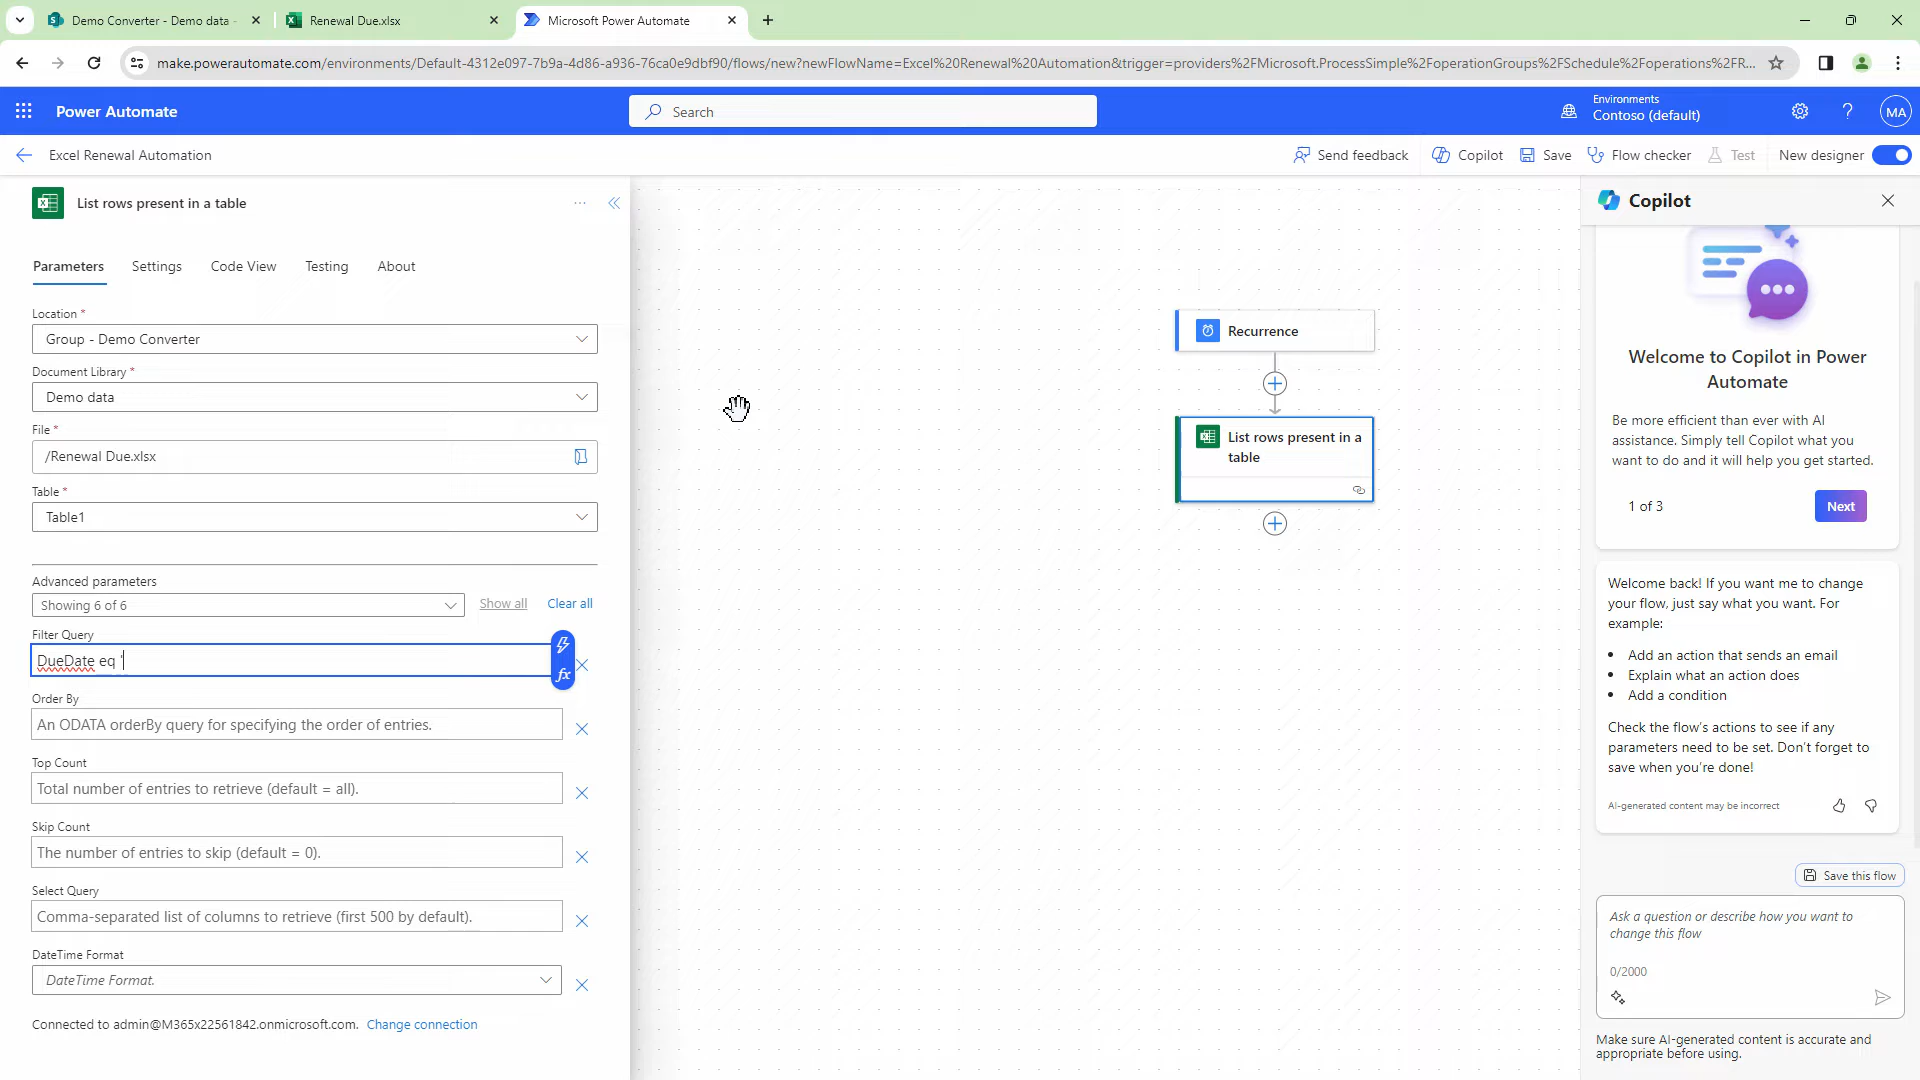 Demo Converter - Demo data -
Renewal Due.xlsx
Microsoft Power Automate
make.powerautomate.com/environments/Default-4312e097-7b9a-4d86-a936-76ca0e9dbf90/flows/new?newFlowName=Excel%20Renewal%20Automation&trigger=providers%2FMicrosoft.ProcessSimple%2FoperationGroups%2FSchedule%2Foperations%2FR...
Power Automate
Search
Environments
Contoso (default)
MA
Excel Renewal Automation
Send feedback
Copilot
Save
Flow checker
Test
New designer
List rows present in a table
Parameters
Settings
Code View
Testing
About
Location *
Group - Demo Converter
Document Library *
Demo data
File *
/Renewal Due.xlsx
Table *
Table1
Advanced parameters
Showing 6 of 6
Show all
Clear all
Filter Query
DueDate eq '
fx
Order By
An ODATA orderBy query for specifying the order of entries.
Top Count
Total number of entries to retrieve (default = all).
Skip Count
The number of entries to skip (default = 0).
Select Query
Comma-separated list of columns to retrieve (first 500 by default).
DateTime Format
DateTime Format.
Connected to admin@M365x22561842.onmicrosoft.com. Change connection
Recurrence
List rows present in a
table
Copilot
Welcome to Copilot in Power
Automate
Be more efficient than ever with AI
assistance. Simply tell Copilot what you
want to do and it will help you get started.
1 of 3
Next
Welcome back! If you want me to change
your flow, just say what you want. For
example:
• Add an action that sends an email
• Explain what an action does
• Add a condition
Check the flow's actions to see if any
parameters need to be set. Don't forget to
save when you're done!
AI-generated content may be incorrect
Save this flow
Ask a question or describe how you want to
change this flow
0/2000
Make sure AI-generated content is accurate and
appropriate before using.